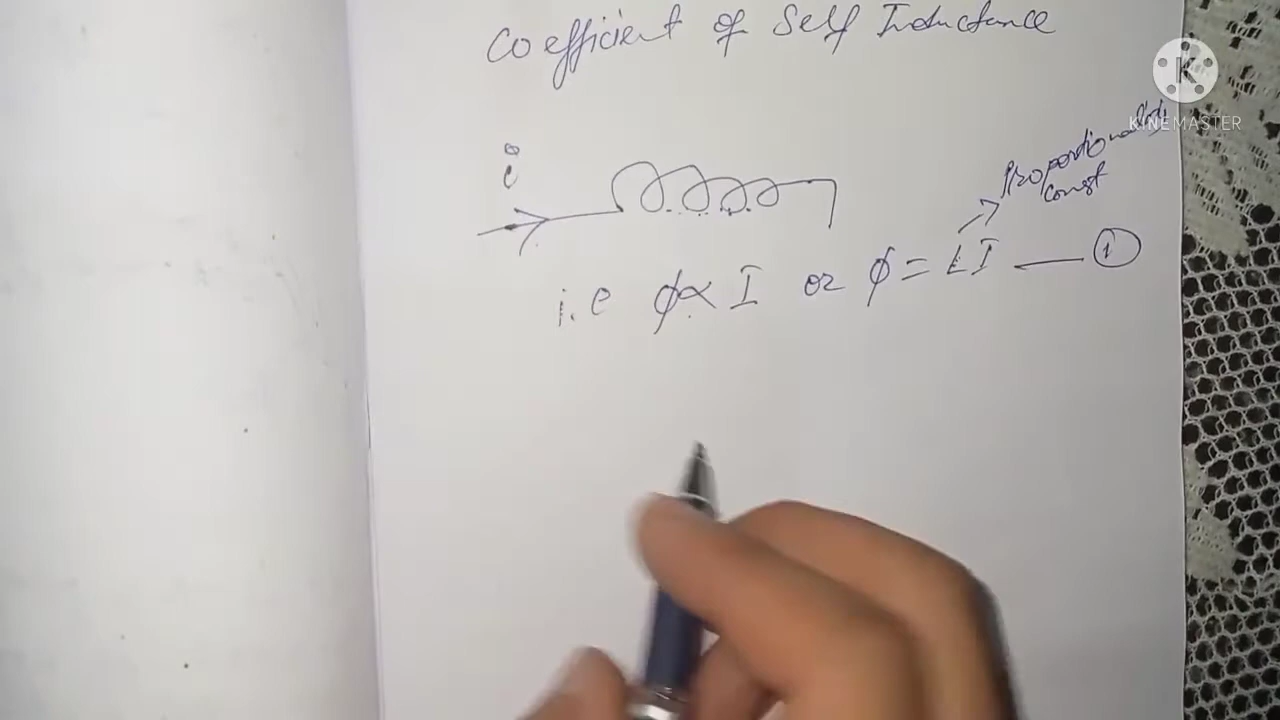 Coefficient of Self Inductance
K
KINEMASTER
i
Proportionality
const
i.e ϕ∝ I or ϕ = LI —— ①